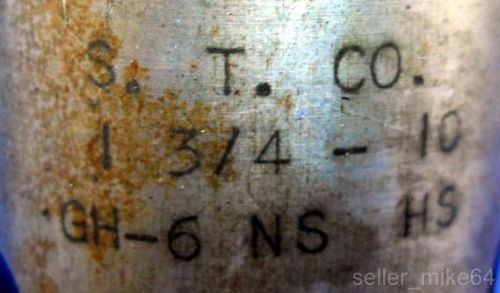 S. T. CO.
1 3/4 - 10
GH-6 NS HS
seller_mike64